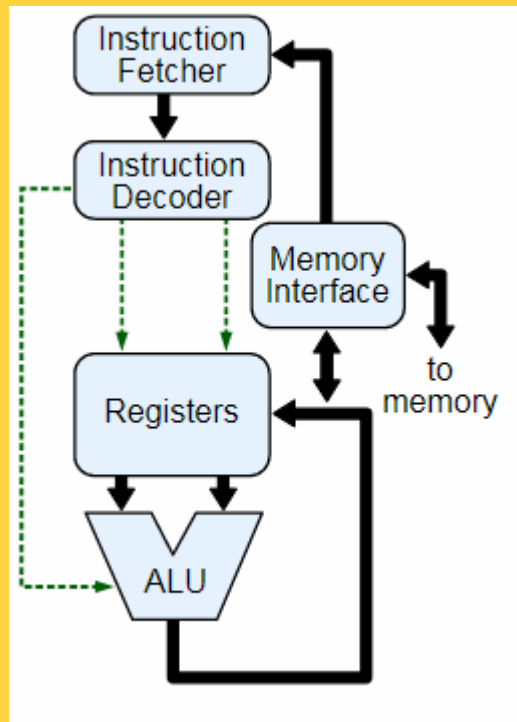 Instruction
Fetcher
Instruction
Decoder
Memory
Interface
to
memory
Registers
ALU